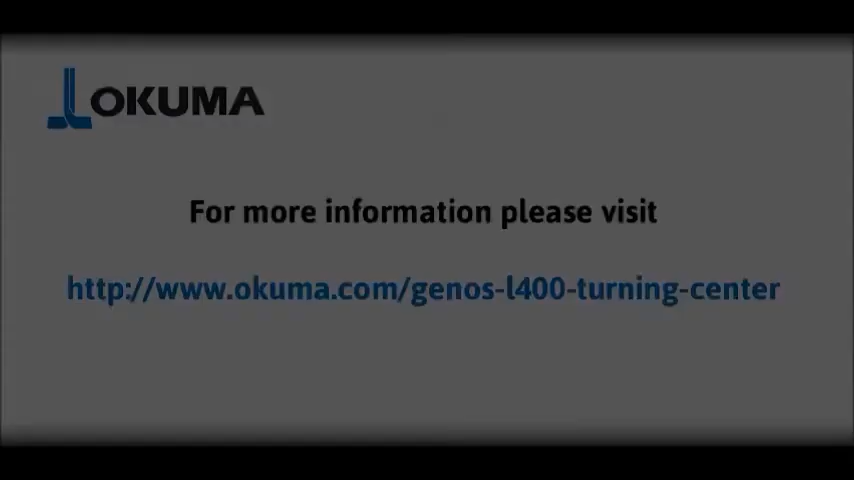 OKUMA
For more information please visit
http://www.okuma.com/genos-l400-turning-center